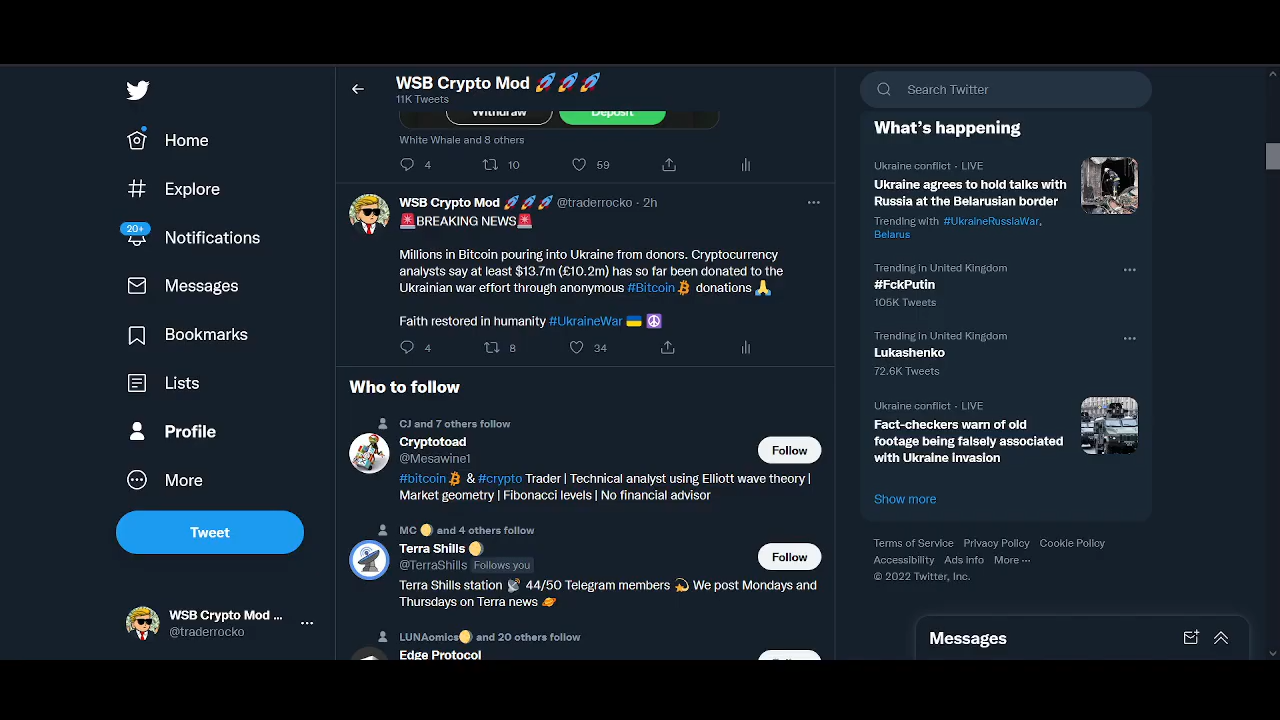 WSB Crypto Mod 🚀🚀🚀
11K Tweets
Search Twitter
Home
Explore
20+
Notifications
Messages
Bookmarks
Lists
Profile
More
Tweet
WSB Crypto Mod ...
@traderrocko
Withdraw
Deposit
White Whale and 8 others
4
10
59
WSB Crypto Mod 🚀🚀🚀 @traderrocko · 2h
🚨BREAKING NEWS🚨
Millions in Bitcoin pouring into Ukraine from donors. Cryptocurrency
analysts say at least $13.7m (£10.2m) has so far been donated to the
Ukrainian war effort through anonymous #Bitcoin donations 🙏
Faith restored in humanity #UkraineWar 🇺🇦 ☮️
4
8
34
Who to follow
CJ and 7 others follow
Cryptotoad
@Mesawine1
Follow
#bitcoin & #crypto Trader | Technical analyst using Elliott wave theory |
Market geometry | Fibonacci levels | No financial advisor
MC 🌖 and 4 others follow
Terra Shills 🌖
@TerraShills Follows you
Follow
Terra Shills station 📡 44/50 Telegram members 💫 We post Mondays and
Thursdays on Terra news 🪐
LUNAomics🌖 and 20 others follow
Edge Protocol
What's happening
Ukraine conflict · LIVE
Ukraine agrees to hold talks with
Russia at the Belarusian border
Trending with #UkraineRussiaWar,
Belarus
Trending in United Kingdom
#FckPutin
105K Tweets
Trending in United Kingdom
Lukashenko
72.6K Tweets
Ukraine conflict · LIVE
Fact-checkers warn of old
footage being falsely associated
with Ukraine invasion
Show more
Terms of Service Privacy Policy Cookie Policy
Accessibility Ads info More ···
© 2022 Twitter, Inc.
Messages